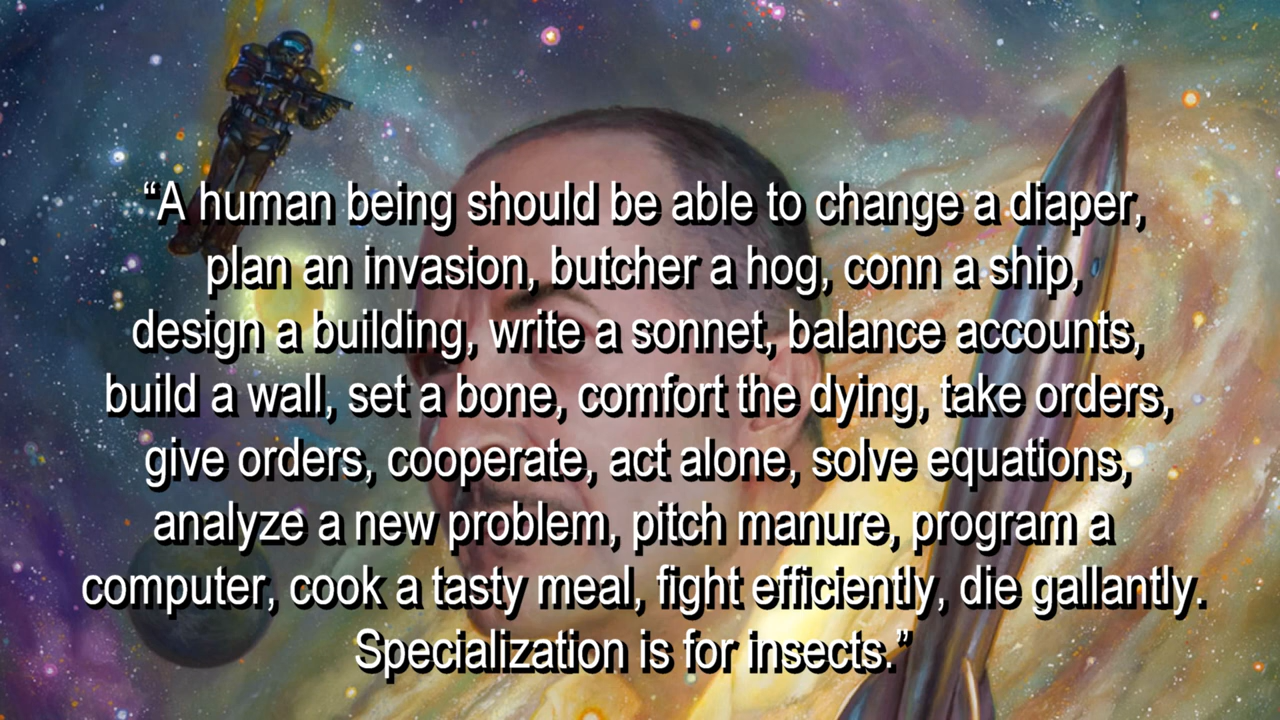 “A human being should be able to change a diaper,
plan an invasion, butcher a hog, conn a ship,
design a building, write a sonnet, balance accounts,
build a wall, set a bone, comfort the dying, take orders,
give orders, cooperate, act alone, solve equations,
analyze a new problem, pitch manure, program a
computer, cook a tasty meal, fight efficiently, die gallantly.
Specialization is for insects.”